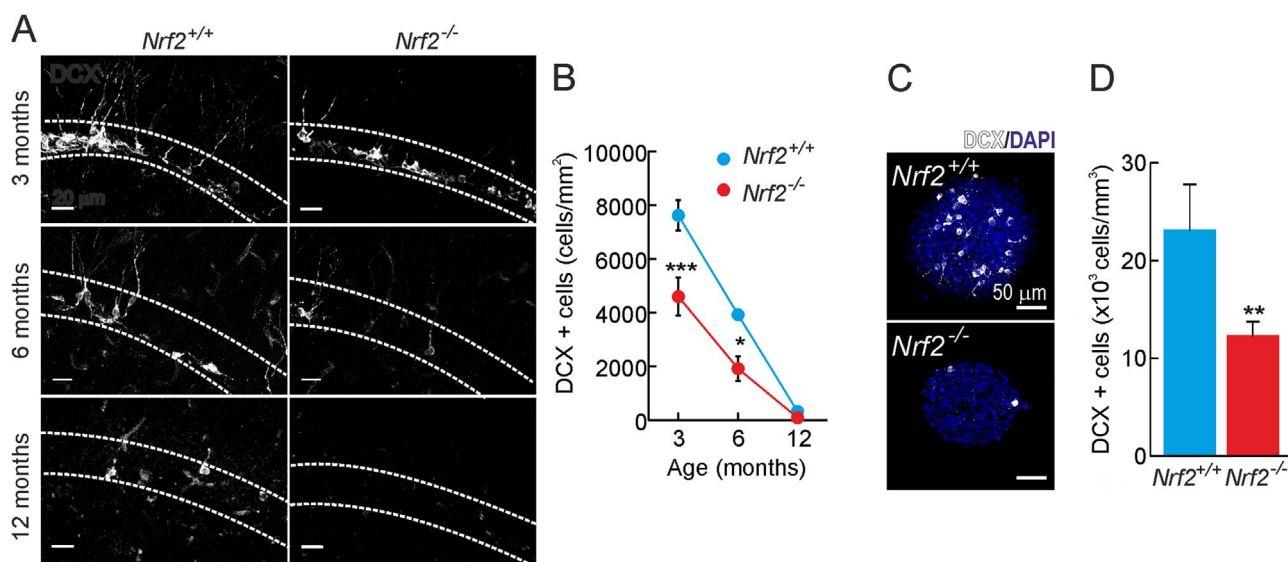 A
Nrf2+/+
Nrf2-/-
3 months
DCX
20 µm
6 months
12 months
B
DCX + cells (cells/mm²)
10000
8000
6000
4000
2000
0
Nrf2+/+
Nrf2-/-
***
*
3
6
12
Age (months)
C
DCX/DAPI
Nrf2+/+
50 µm
Nrf2-/-
D
DCX + cells (x10³ cells/mm³)
30
20
10
0
**
Nrf2+/+ Nrf2-/-